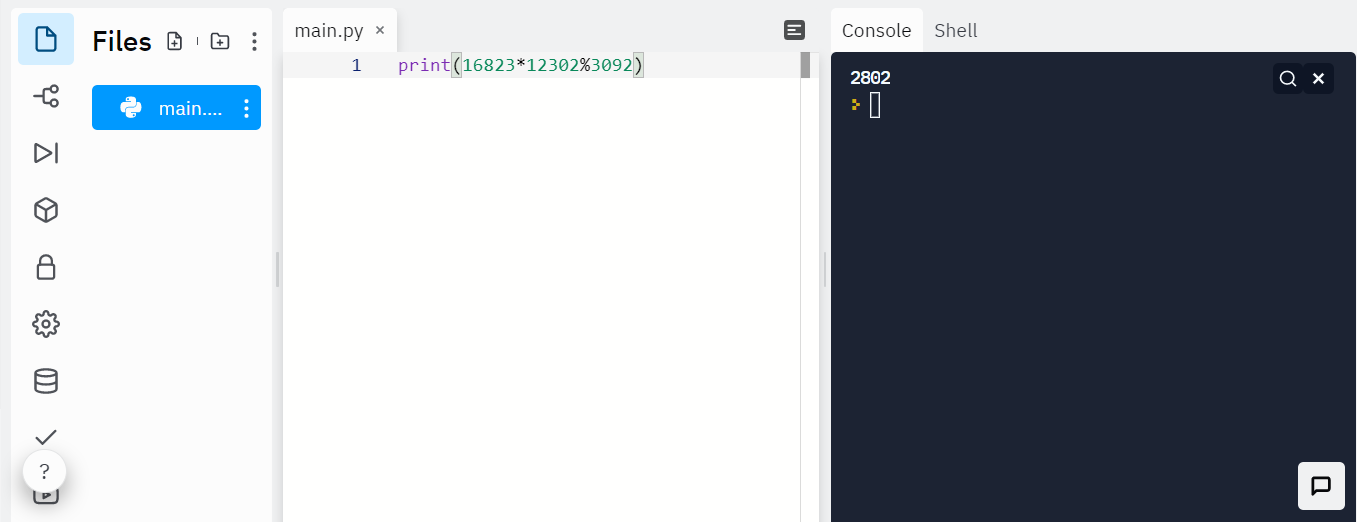 Files
main....
main.py ×
1 print(16823*12302%3092)
Console Shell
2802
?